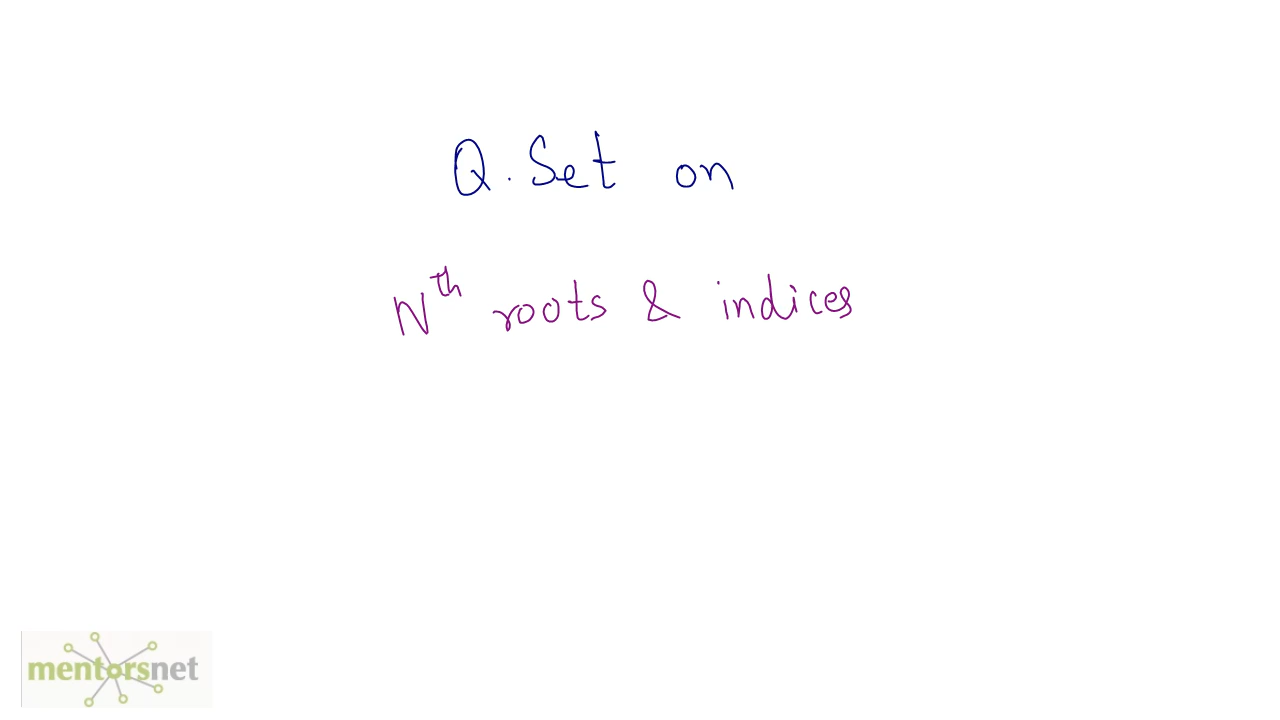 Q. Set on
Nth roots & indices
mentorsnet